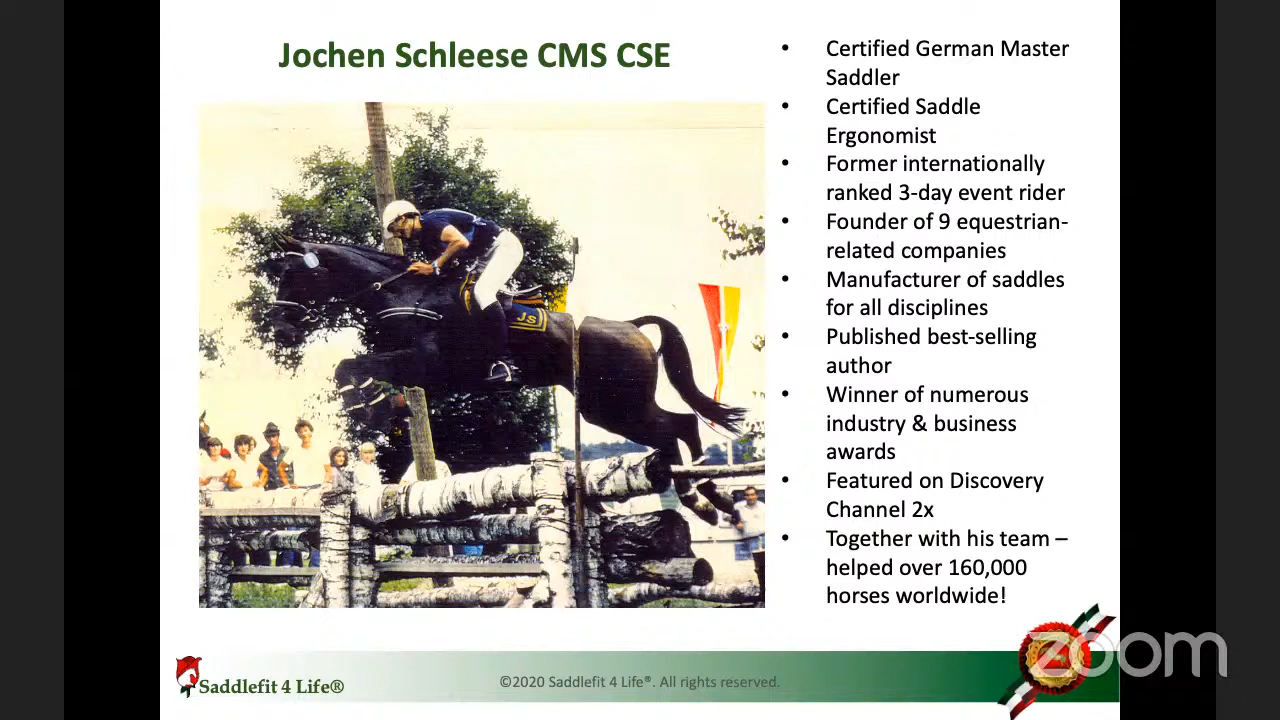 Jochen Schleese CMS CSE
• Certified German Master
Saddler
• Certified Saddle
Ergonomist
• Former internationally
ranked 3-day event rider
• Founder of 9 equestrian-
related companies
• Manufacturer of saddles
for all disciplines
• Published best-selling
author
• Winner of numerous
industry & business
awards
• Featured on Discovery
Channel 2x
• Together with his team –
helped over 160,000
horses worldwide!
Js
Saddlefit 4 Life®
©2020 Saddlefit 4 Life®. All rights reserved.
zoom